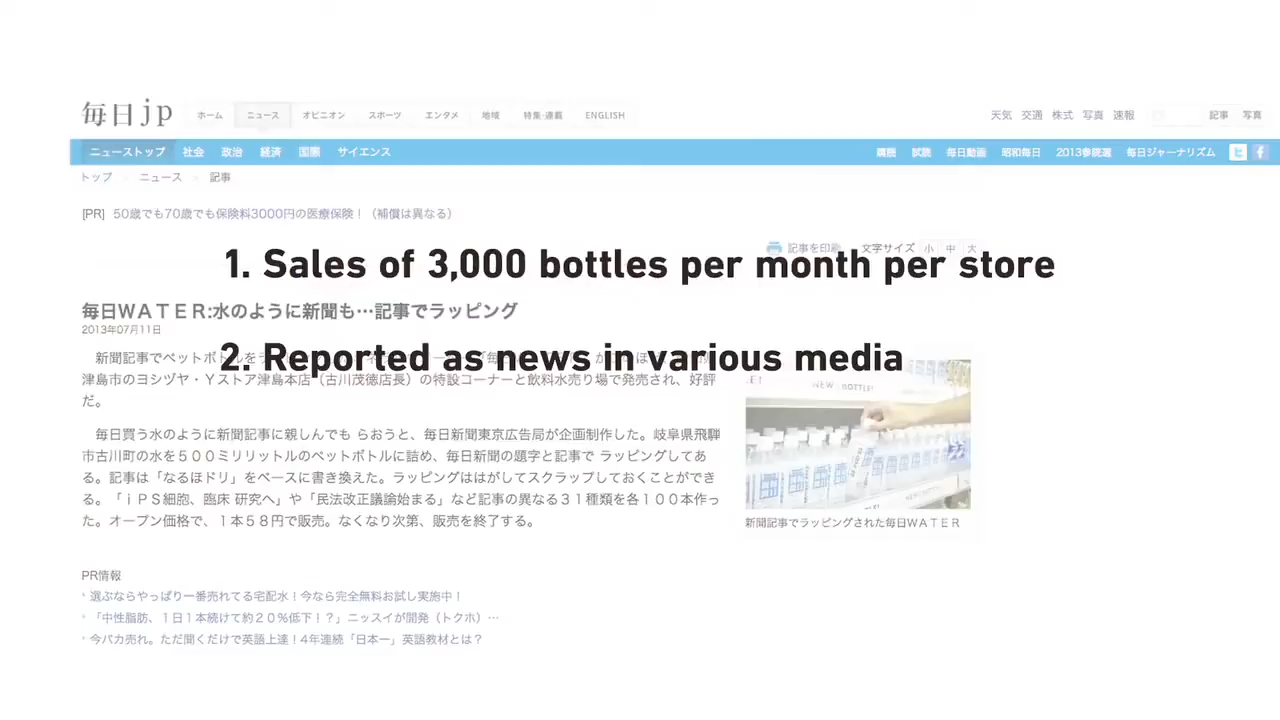 毎日jp
ホーム ニュース オピニオン スポーツ エンタメ 地域 特集・連載 ENGLISH
天気 交通 株式 写真 速報
記事 写真
ニューストップ 社会 政治 経済 国際 サイエンス
購読 試読 毎日動画 昭和毎日 2013参院選 毎日ジャーナリズム
トップ ニュース 記事
[PR] 50歳でも70歳でも保険料3000円の医療保険！（補償は異なる）
記事を印刷 文字サイズ 小 中 大
1. Sales of 3,000 bottles per month per store
毎日ＷＡＴＥＲ:水のように新聞も…記事でラッピング
2013年07月11日
2. Reported as news in various media
新聞記事でペットボトルを
津島市のヨシヅヤ・Ｙストア津島本店（古川茂徳店長）の特設コーナーと飲料水売り場で発売され、好評
だ。
毎日買う水のように新聞記事に親しんでも らおうと、毎日新聞東京広告局が企画制作した。岐阜県飛騨
市古川町の水を５００ミリリットルのペットボトルに詰め、毎日新聞の題字と記事で ラッピングしてあ
る。記事は「なるほドリ」をベースに書き換えた。ラッピングははがしてスクラップしておくことができ
る。「ｉＰＳ細胞、臨床 研究へ」や「民法改正議論始まる」など記事の異なる３１種類を各１００本作っ
た。オープン価格で、１本５８円で販売。なくなり次第、販売を終了する。
NEW BOTTLE!
新聞記事でラッピングされた毎日ＷＡＴＥＲ
PR情報
選ぶならやっぱり一番売れてる宅配水！今なら完全無料お試し実施中！
「中性脂肪、１日１本続けて約２０％低下！？」ニッスイが開発（トクホ）…
今バカ売れ。ただ聞くだけで英語上達！4年連続「日本一」英語教材とは？